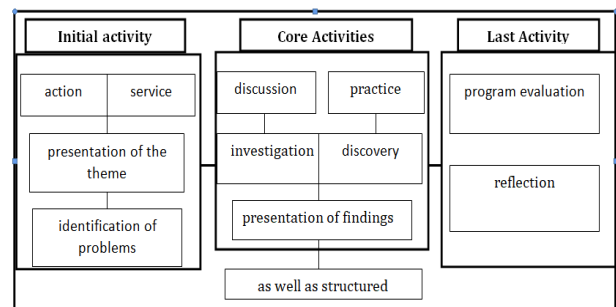 Initial activity
action
service
presentation of the
theme
identification of
problems
Core Activities
discussion
practice
investigation
discovery
presentation of findings
as well as structured
Last Activity
program evaluation
reflection